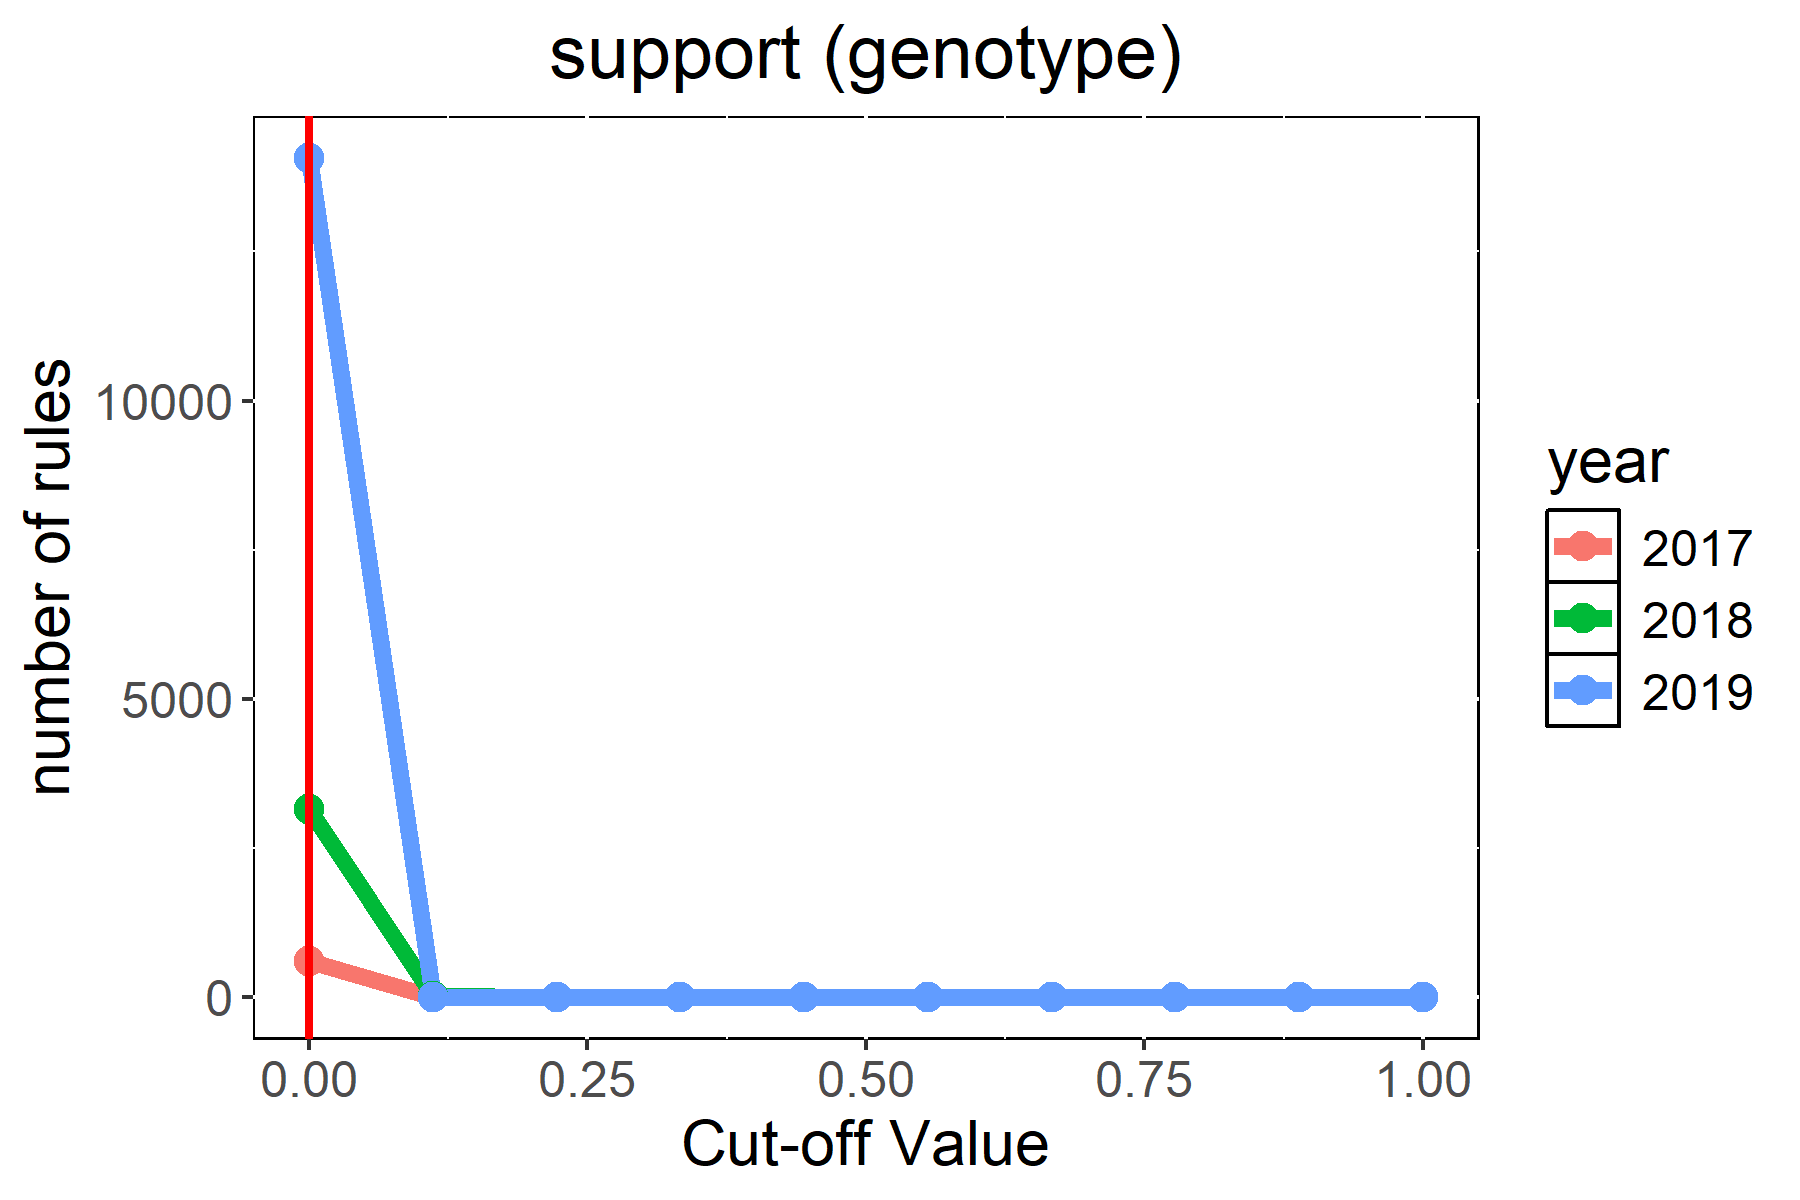 support (genotype)
number of rules
10000
5000
0
0.00 0.25 0.50 0.75 1.00
Cut-off Value
year
2017
2018
2019